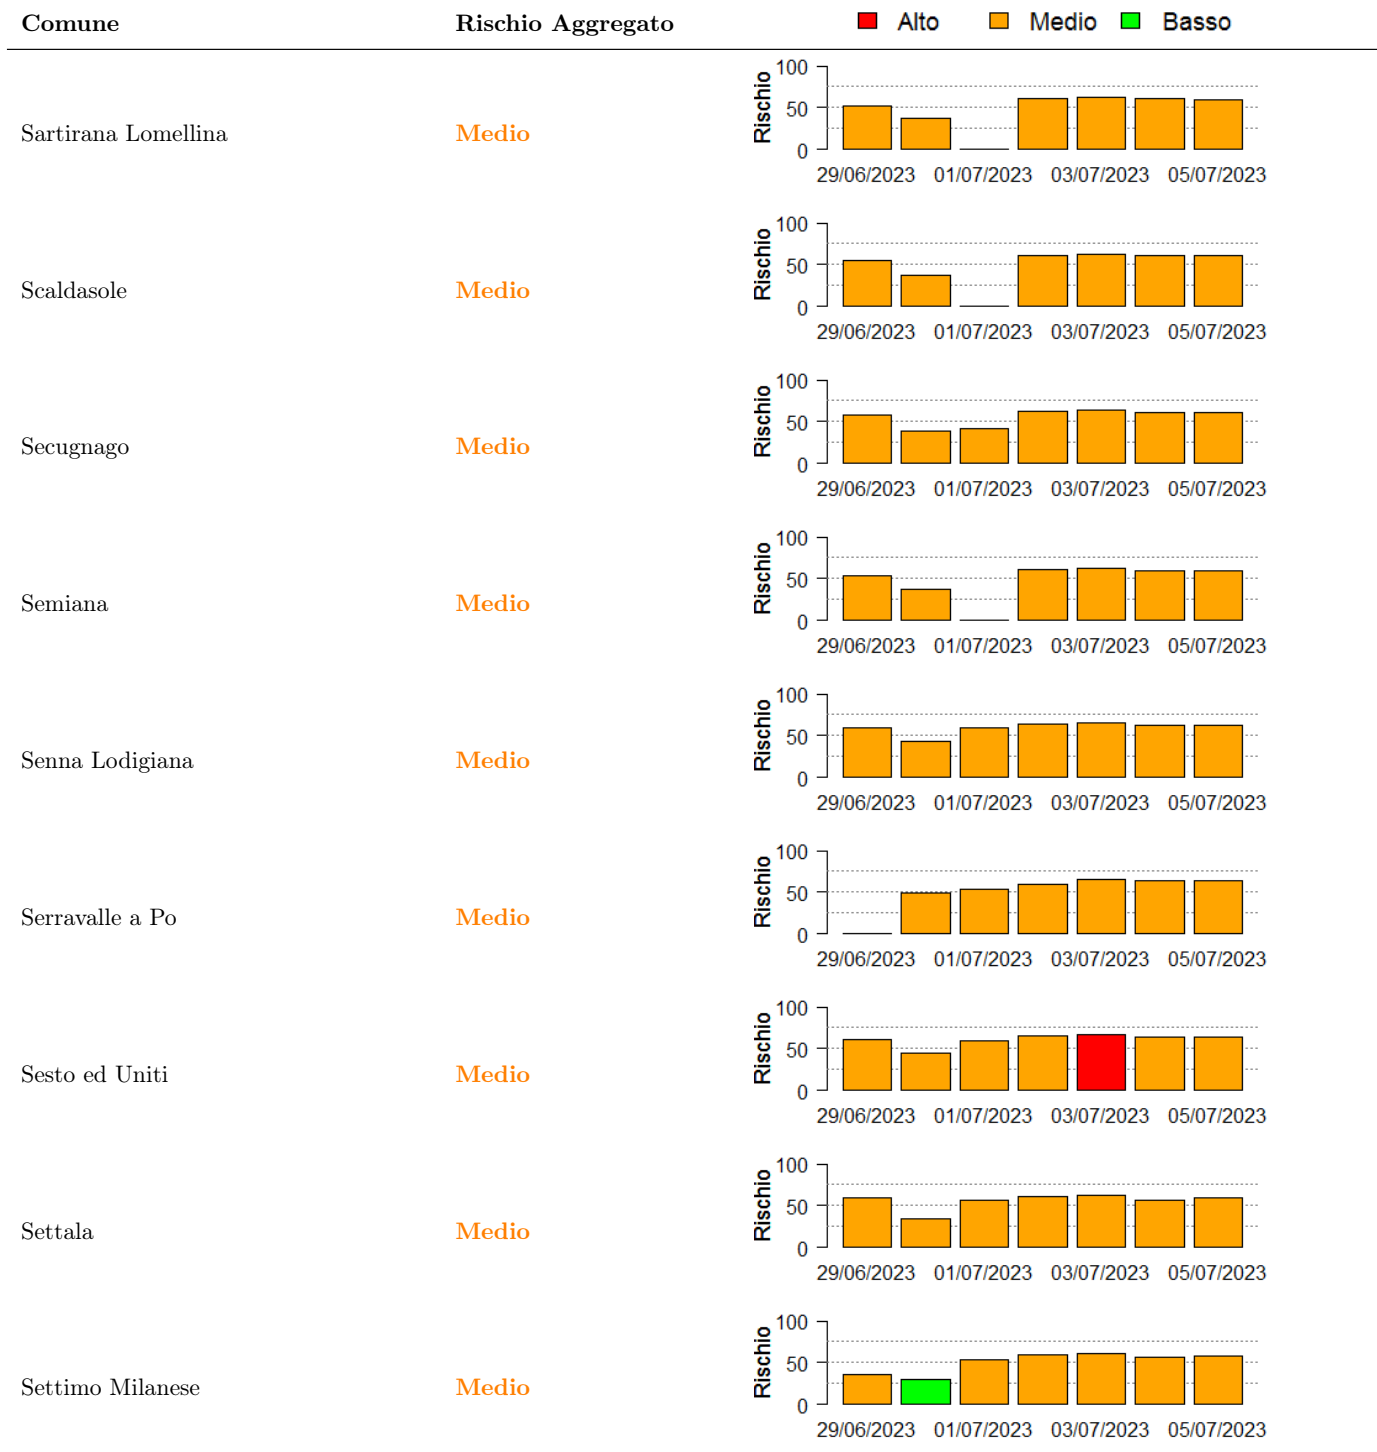 Comune Rischio Aggregato Alto Medio Basso
100
50
0
Rischio
Sartirana Lomellina Medio
29/06/2023 01/07/2023 03/07/2023 05/07/2023
100
50
0
Rischio
Scaldasole Medio
29/06/2023 01/07/2023 03/07/2023 05/07/2023
100
50
0
Rischio
Secugnago Medio
29/06/2023 01/07/2023 03/07/2023 05/07/2023
100
50
0
Rischio
Semiana Medio
29/06/2023 01/07/2023 03/07/2023 05/07/2023
100
50
0
Rischio
Senna Lodigiana Medio
29/06/2023 01/07/2023 03/07/2023 05/07/2023
100
50
0
Rischio
Serravalle a Po Medio
29/06/2023 01/07/2023 03/07/2023 05/07/2023
100
50
0
Rischio
Sesto ed Uniti Medio
29/06/2023 01/07/2023 03/07/2023 05/07/2023
100
50
0
Rischio
Settala Medio
29/06/2023 01/07/2023 03/07/2023 05/07/2023
100
50
0
Rischio
Settimo Milanese Medio
29/06/2023 01/07/2023 03/07/2023 05/07/2023